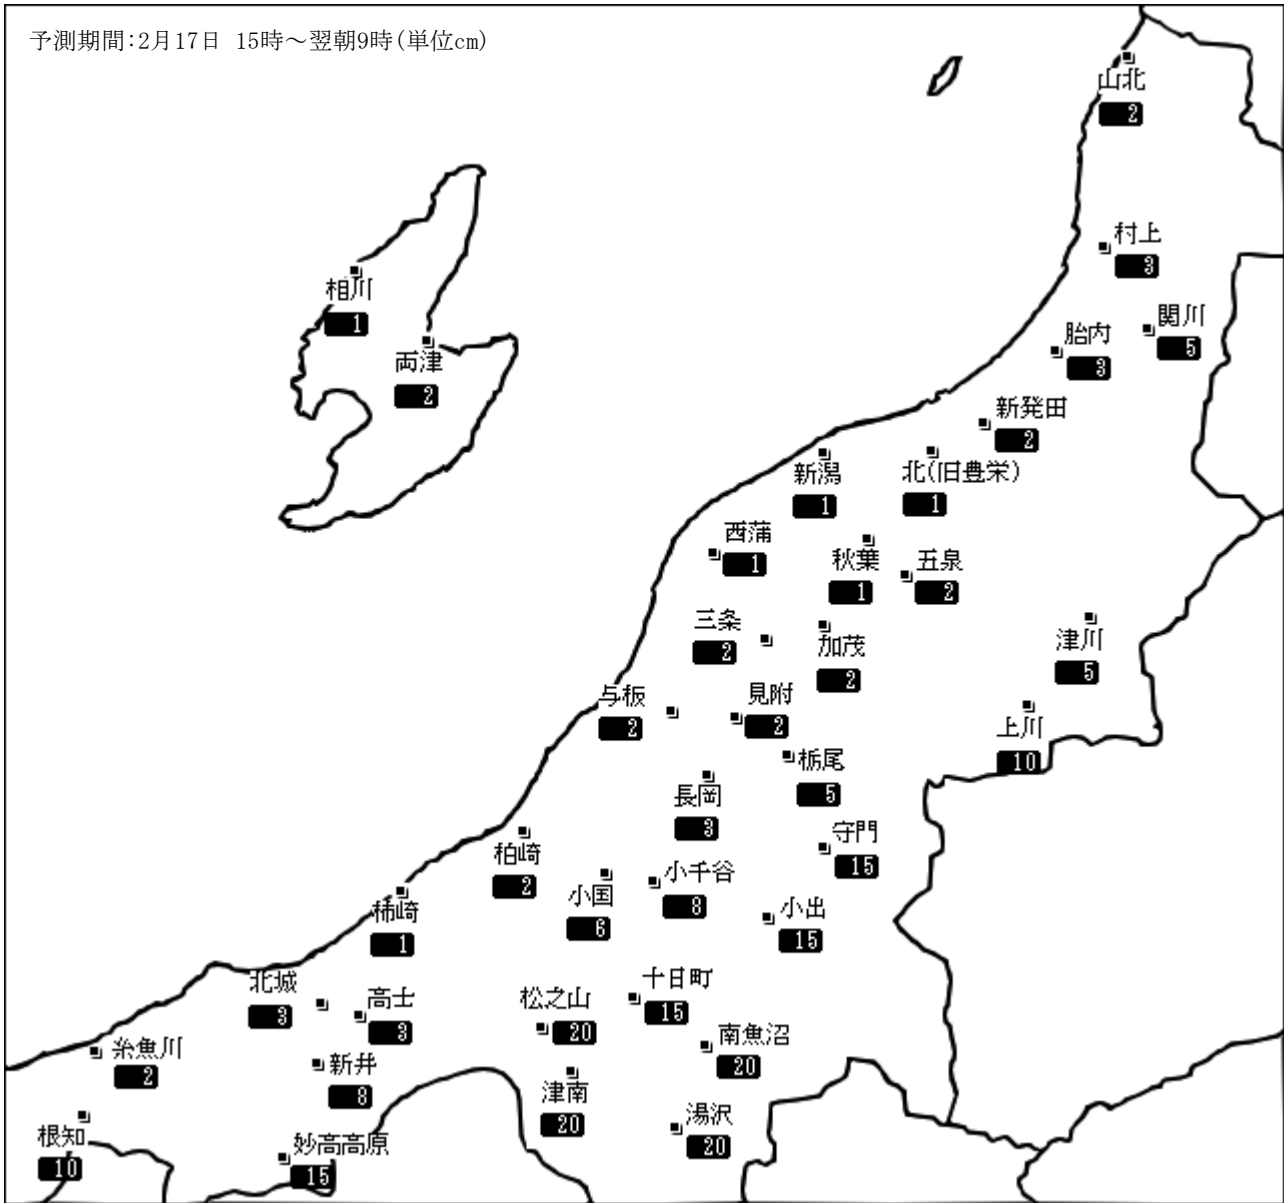 予測期間:2月17日 15時～翌朝9時(単位cm)
山北
2
村上
3
相川
1
関川
5
胎内
3
両津
2
新発田
2
新潟
1
北(旧豊栄)
1
西蒲
1
秋葉
1
五泉
2
三条
2
加茂
2
津川
5
与板
2
見附
2
上川
10
栃尾
5
長岡
3
守門
15
柏崎
2
小国
6
小千谷
8
小出
15
柿崎
1
北城
3
高士
3
松之山
20
十日町
15
南魚沼
20
糸魚川
2
新井
8
津南
20
湯沢
20
根知
10
妙高高原
15